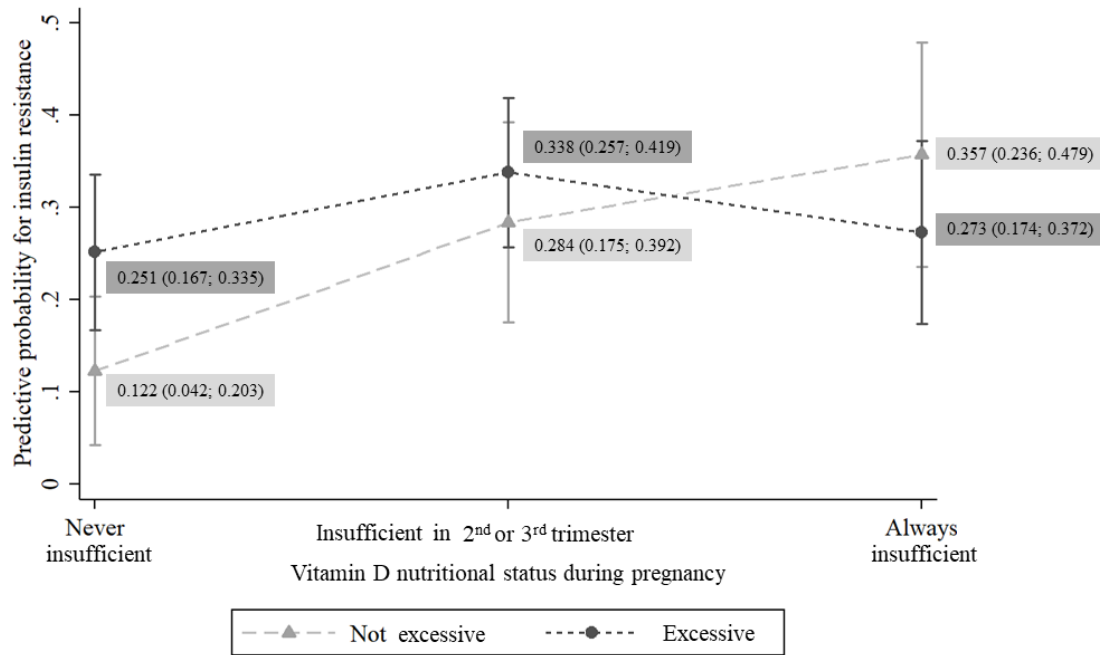 Predictive probability for insulin resistance
.5
.4
.3
.2
.1
0
0.251 (0.167; 0.335)
0.122 (0.042; 0.203)
0.338 (0.257; 0.419)
0.284 (0.175; 0.392)
0.357 (0.236; 0.479)
0.273 (0.174; 0.372)
Never
insufficient
Insufficient in 2nd or 3rd trimester
Always
insufficient
Vitamin D nutritional status during pregnancy
Not excessive
Excessive